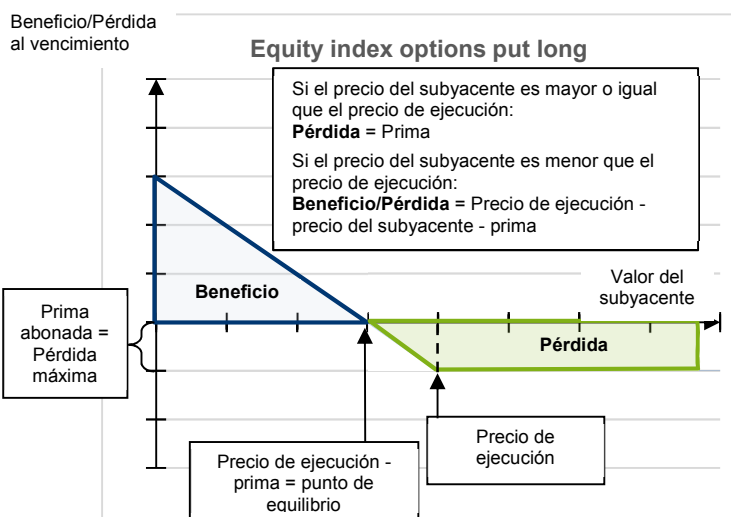 Beneficio/Pérdida
al vencimiento
Equity index options put long
Si el precio del subyacente es mayor o igual
que el precio de ejecución:
Pérdida = Prima
Si el precio del subyacente es menor que el
precio de ejecución:
Beneficio/Pérdida = Precio de ejecución -
precio del subyacente - prima
Valor del
subyacente
Beneficio
Prima
abonada =
Pérdida
máxima
Pérdida
Precio de ejecución -
prima = punto de
equilibrio
Precio de
ejecución